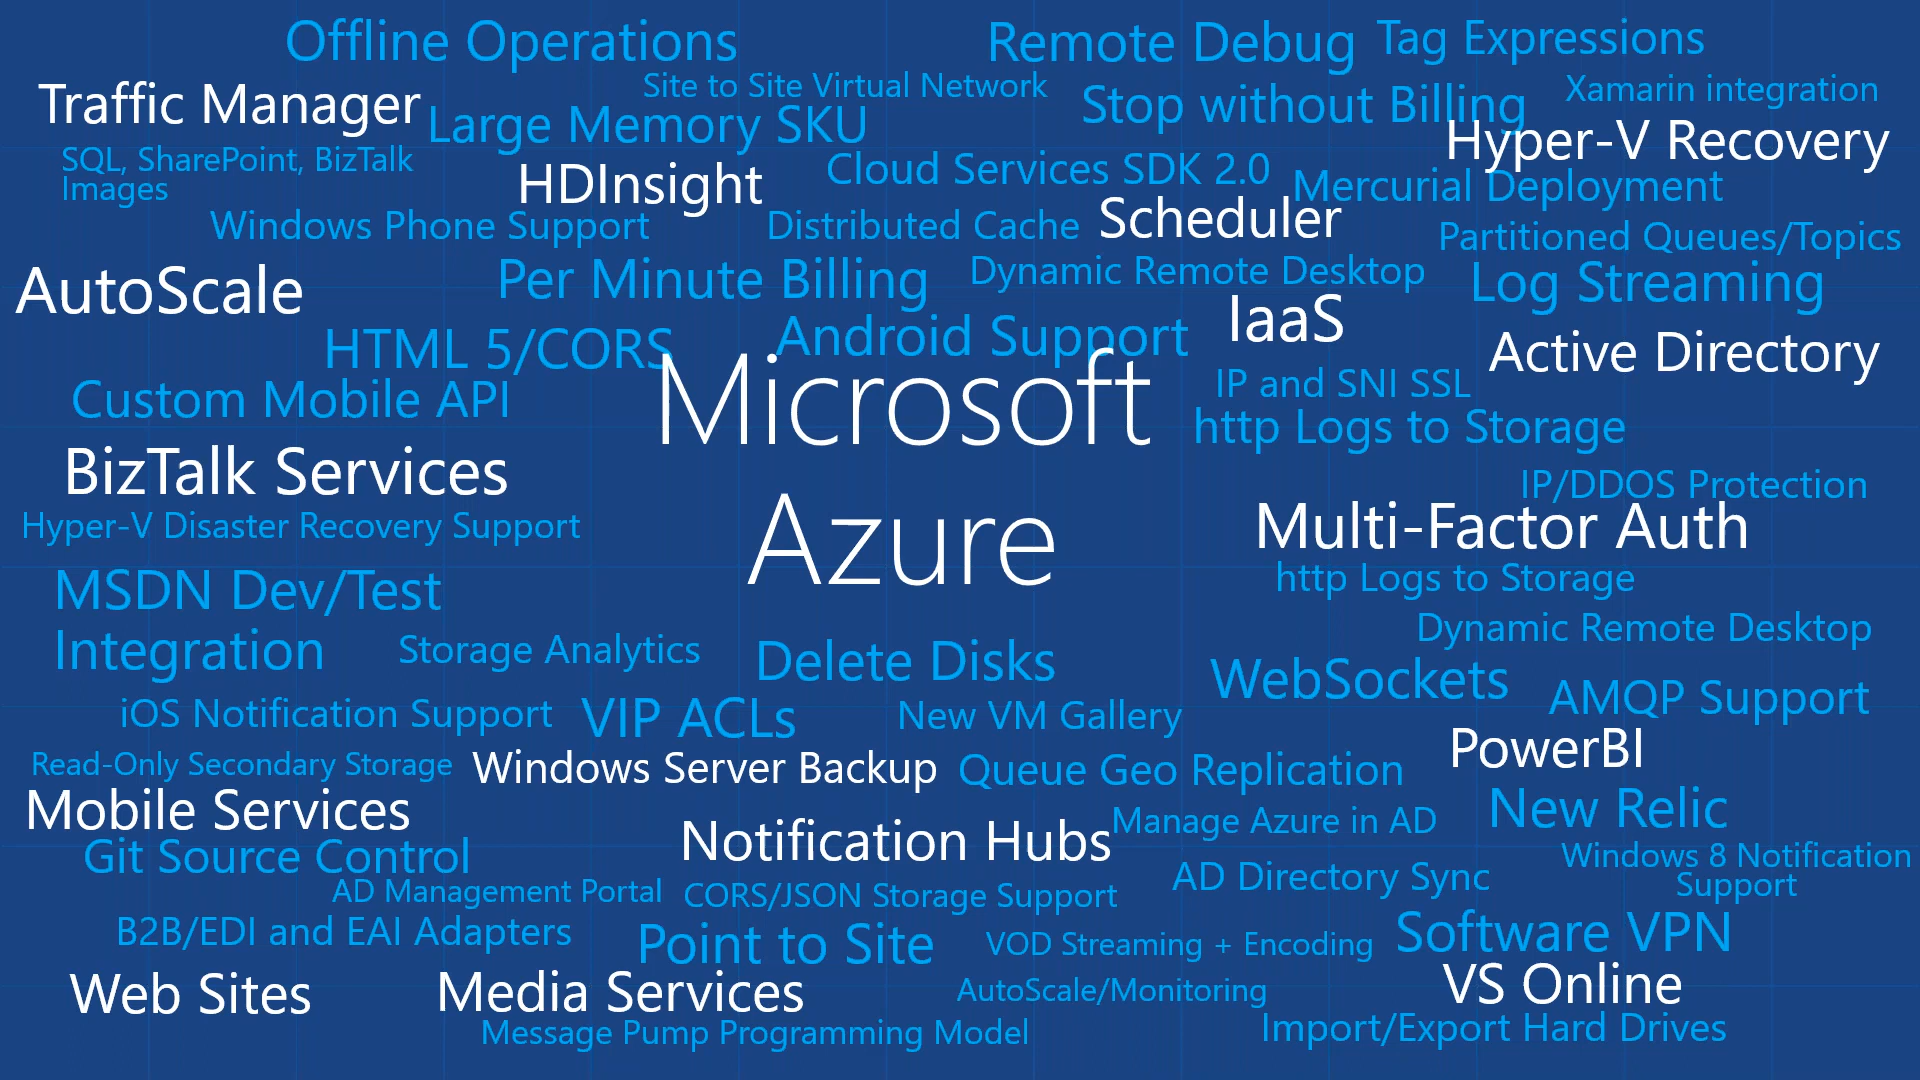 Offline Operations
Remote Debug
Tag Expressions
Site to Site Virtual Network
Xamarin integration
Traffic Manager
Large Memory SKU
Stop without Billing
Hyper-V Recovery
SQL, SharePoint, BizTalk
Images
HDInsight
Cloud Services SDK 2.0
Mercurial Deployment
Windows Phone Support
Distributed Cache
Scheduler
Partitioned Queues/Topics
AutoScale
Per Minute Billing
Dynamic Remote Desktop
Log Streaming
HTML 5/CORS
Android Support
IaaS
Active Directory
Custom Mobile API
Microsoft
Azure
IP and SNI SSL
http Logs to Storage
BizTalk Services
IP/DDOS Protection
Hyper-V Disaster Recovery Support
Multi-Factor Auth
http Logs to Storage
MSDN Dev/Test
Integration
Dynamic Remote Desktop
Storage Analytics
Delete Disks
WebSockets
AMQP Support
iOS Notification Support
VIP ACLs
New VM Gallery
PowerBI
Read-Only Secondary Storage
Windows Server Backup
Queue Geo Replication
Mobile Services
New Relic
Notification Hubs
Manage Azure in AD
Git Source Control
Windows 8 Notification
Support
AD Management Portal
CORS/JSON Storage Support
AD Directory Sync
B2B/EDI and EAI Adapters
Point to Site
VOD Streaming + Encoding
Software VPN
Web Sites
Media Services
AutoScale/Monitoring
VS Online
Message Pump Programming Model
Import/Export Hard Drives